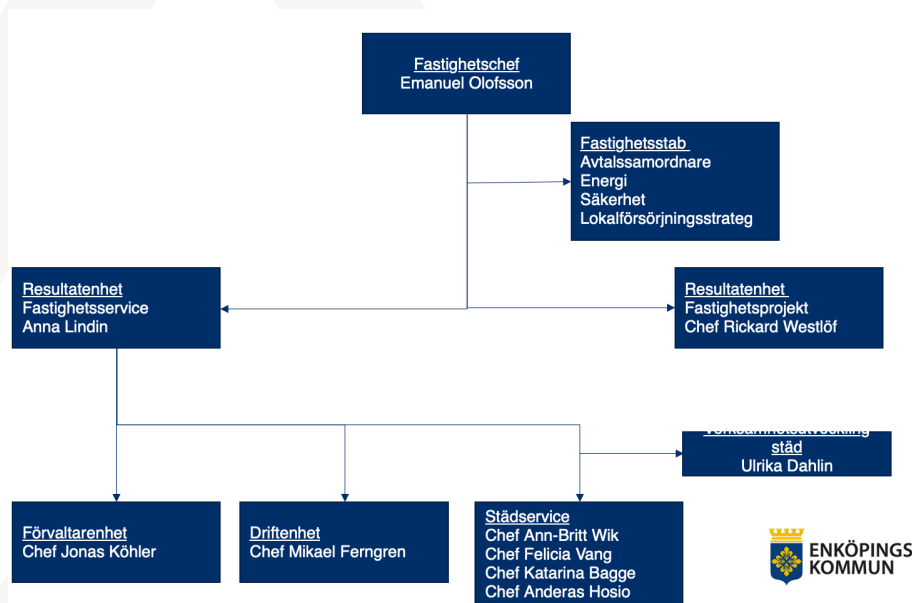 Fastighetschef
Emanuel Olofsson
Fastighetsstab
Avtalssamordnare
Energi
Säkerhet
Lokalförsörjningsstrateg
Resultatenhet
Fastighetsservice
Anna Lindin
Resultatenhet
Fastighetsprojekt
Chef Rickard Westlöf
Verksamhetsutveckling
städ
Ulrika Dahlin
Förvaltarenhet
Chef Jonas Köhler
Driftenhet
Chef Mikael Ferngren
Städservice
Chef Ann-Britt Wik
Chef Felicia Vang
Chef Katarina Bagge
Chef Anderas Hosio
ENKÖPINGS
KOMMUN